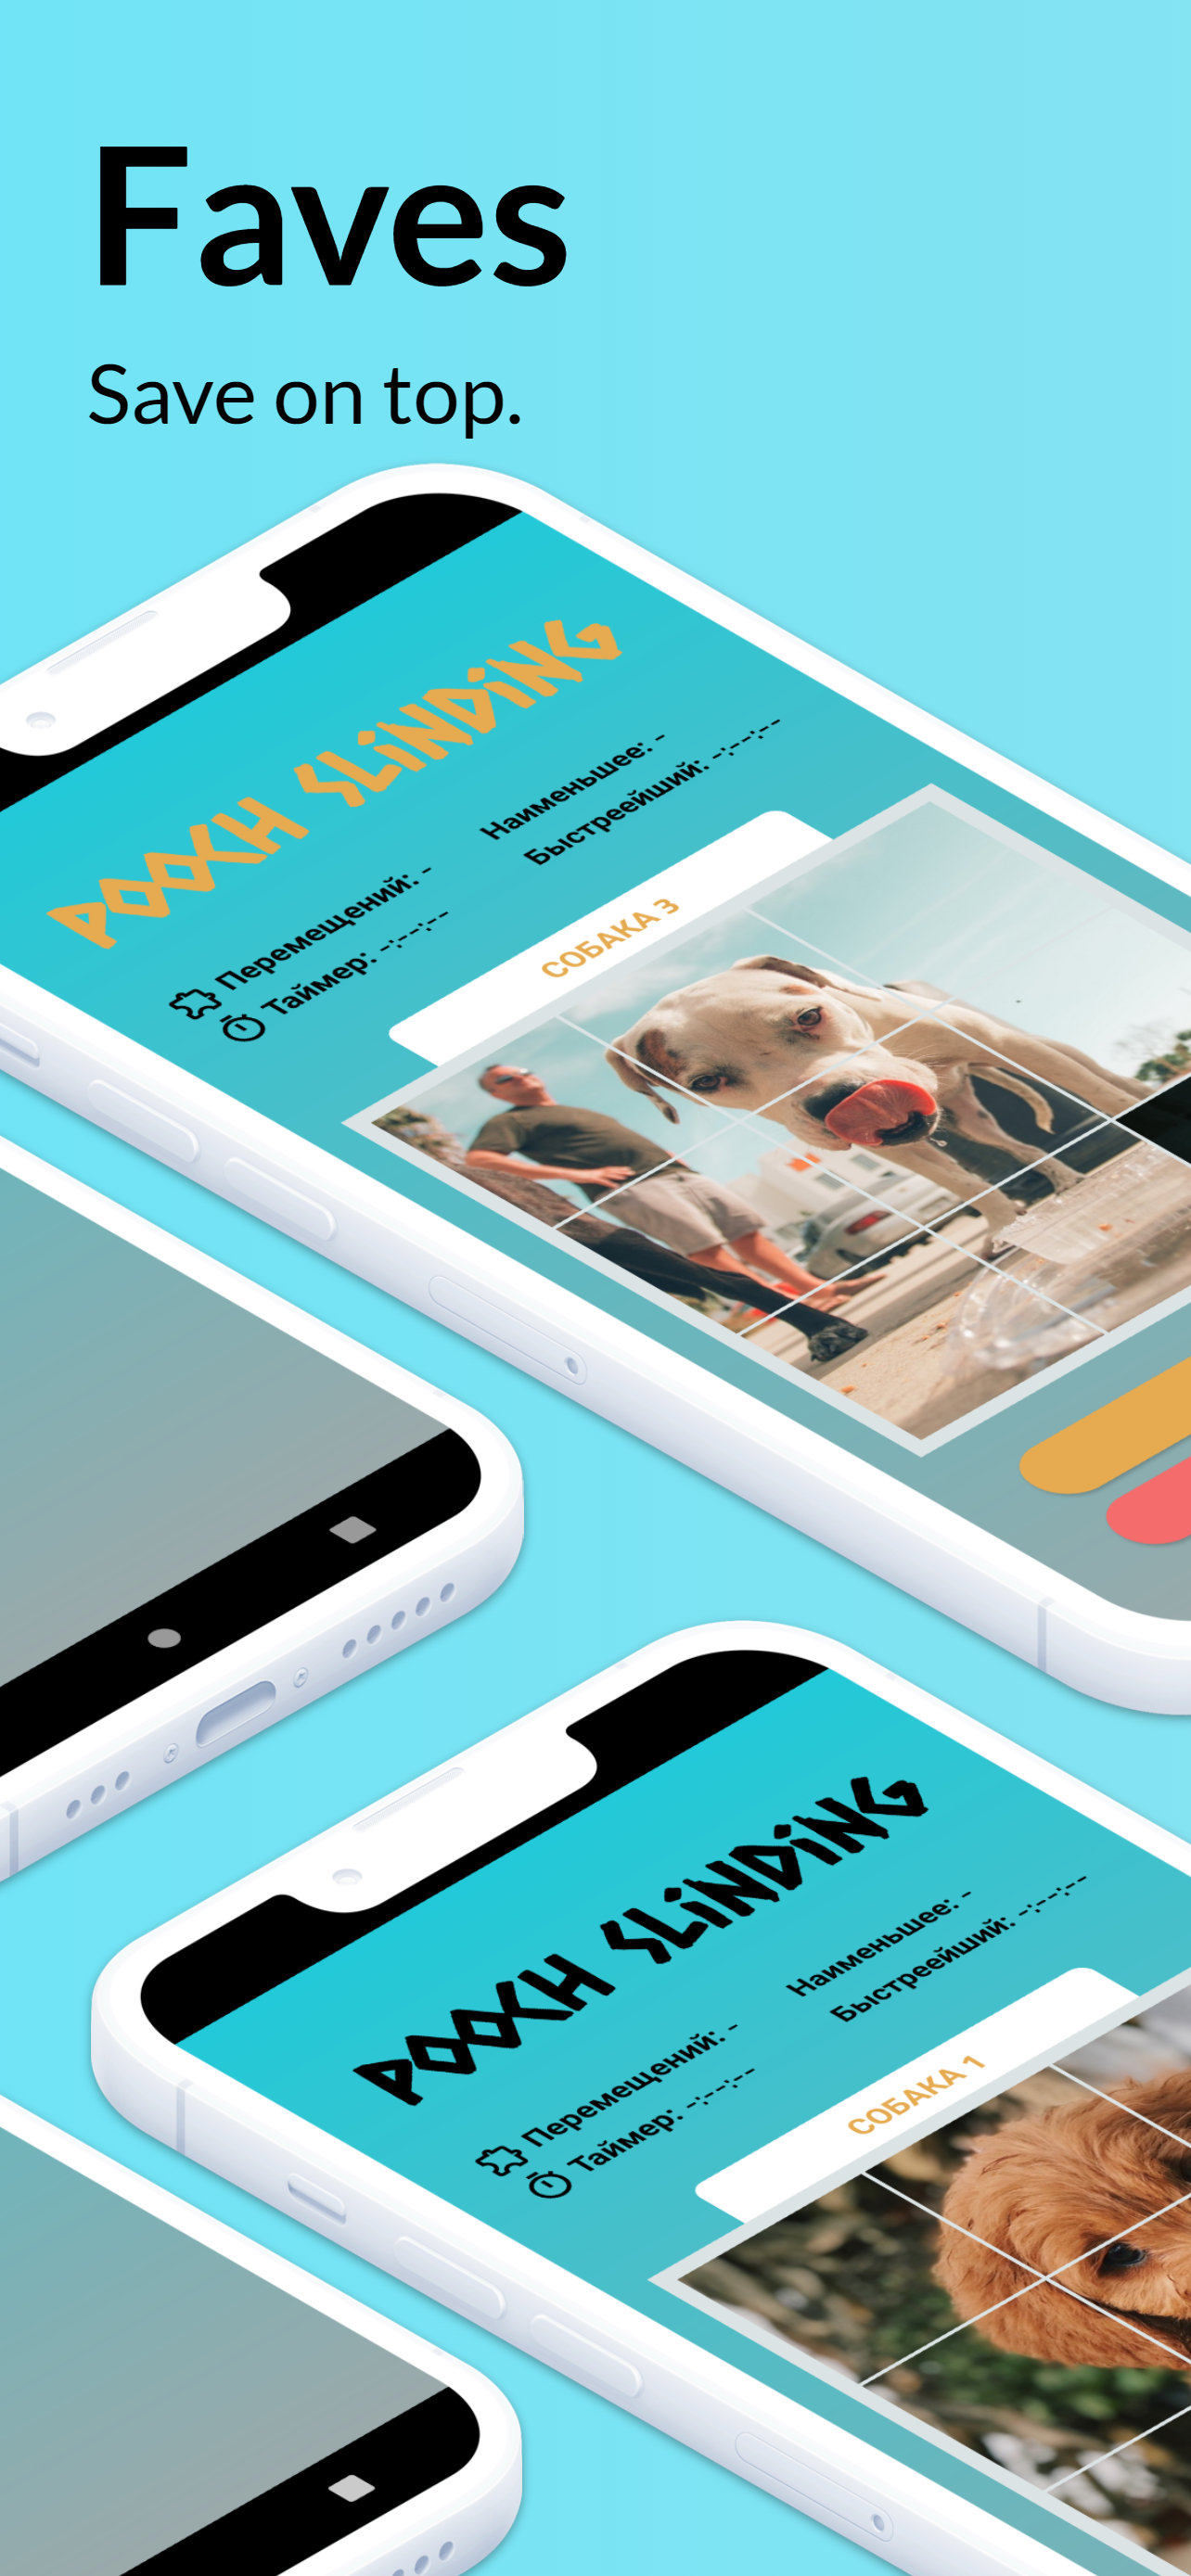 Faves
Save on top.
POOCH SLiNDiNG
Перемещений: -
Наименьшее: -
Таймер: -:--:--
Быстреейший: -:--:--
СОБАКА 3
POOCH SLiNDiNG
Перемещений: -
Наименьшее: -
Таймер: -:--:--
Быстреейший: -:--:--
СОБАКА 1